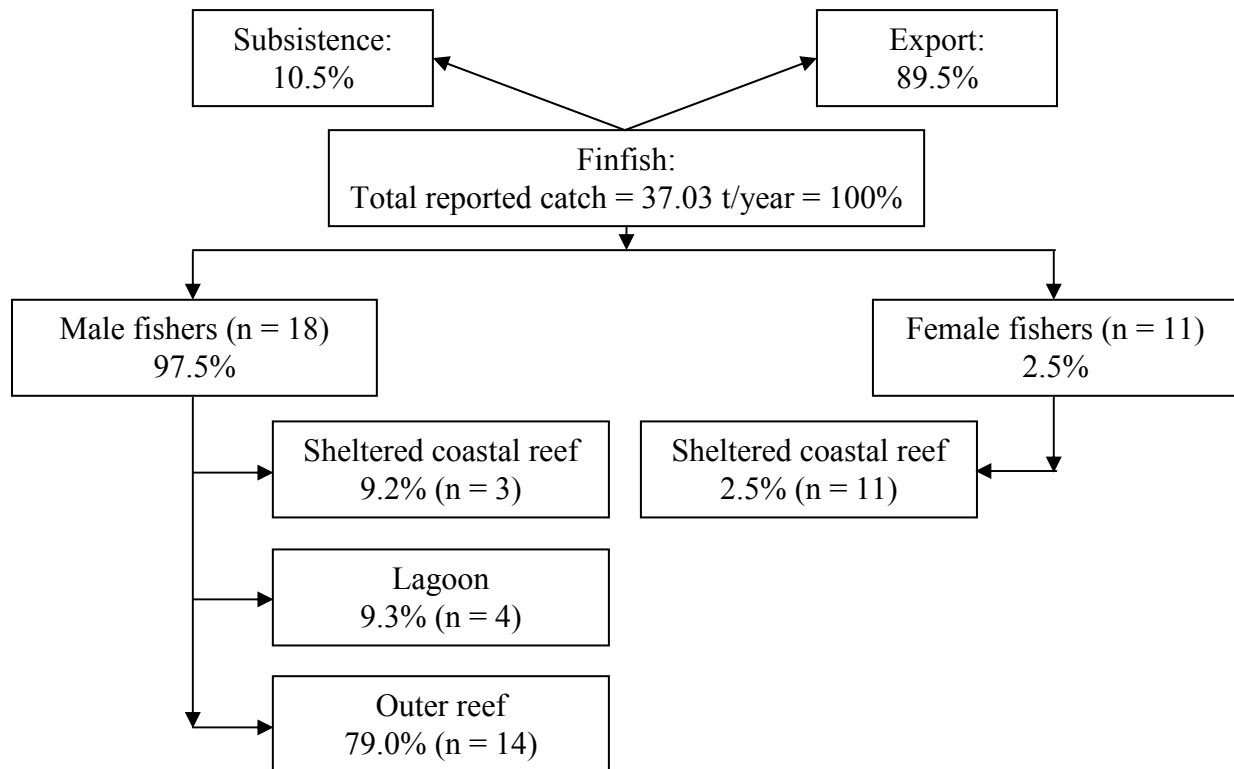 Subsistence:
10.5%
Export:
89.5%
Finfish:
Total reported catch = 37.03 t/year = 100%
Male fishers (n = 18)
97.5%
Female fishers (n = 11)
2.5%
Sheltered coastal reef
9.2% (n = 3)
Sheltered coastal reef
2.5% (n = 11)
Lagoon
9.3% (n = 4)
Outer reef
79.0% (n = 14)